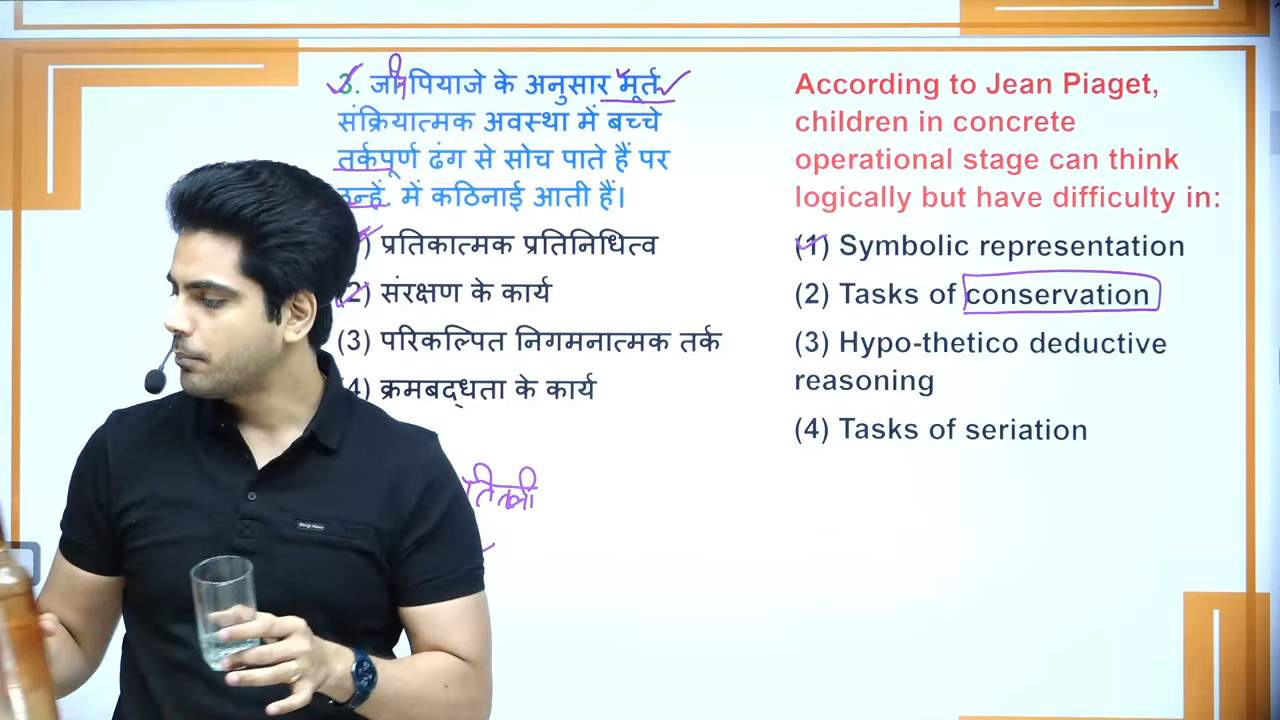 3. जीन पियाजे के अनुसार मूर्त
संक्रियात्मक अवस्था में बच्चे
तर्कपूर्ण ढंग से सोच पाते हैं पर
उन्हें. में कठिनाई आती हैं।
(1) प्रतिकात्मक प्रतिनिधित्व
(2) संरक्षण के कार्य
(3) परिकल्पित निगमनात्मक तर्क
(4) क्रमबद्धता के कार्य
According to Jean Piaget,
children in concrete
operational stage can think
logically but have difficulty in:
(1) Symbolic representation
(2) Tasks of conservation
(3) Hypo-thetico deductive
reasoning
(4) Tasks of seriation